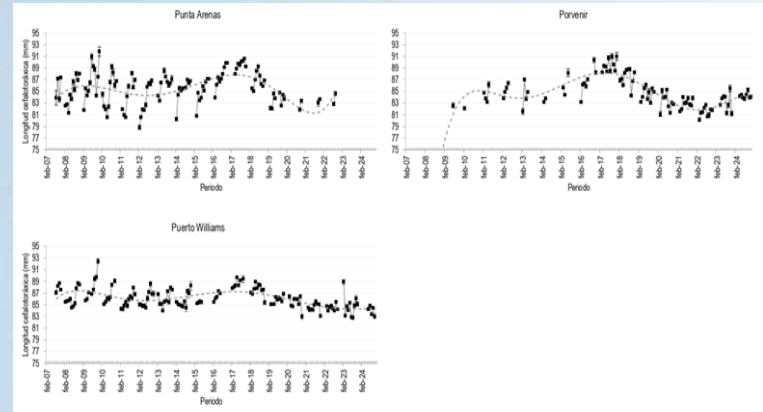 Punta Arenas
Longitud cefalotoráxica (mm)
95
93
91
89
87
85
83
81
79
77
75
feb-07
feb-08
feb-09
feb-10
feb-11
feb-12
feb-13
feb-14
feb-15
feb-16
feb-17
feb-18
feb-19
feb-20
feb-21
feb-22
feb-23
feb-24
Periodo
Porvenir
95
93
91
89
87
85
83
81
79
77
75
feb-07
feb-08
feb-09
feb-10
feb-11
feb-12
feb-13
feb-14
feb-15
feb-16
feb-17
feb-18
feb-19
feb-20
feb-21
feb-22
feb-23
feb-24
Periodo
Puerto Williams
Longitud cefalotoráxica (mm)
95
93
91
89
87
85
83
81
79
77
75
feb-07
feb-08
feb-09
feb-10
feb-11
feb-12
feb-13
feb-14
feb-15
feb-16
feb-17
feb-18
feb-19
feb-20
feb-21
feb-22
feb-23
feb-24
Periodo